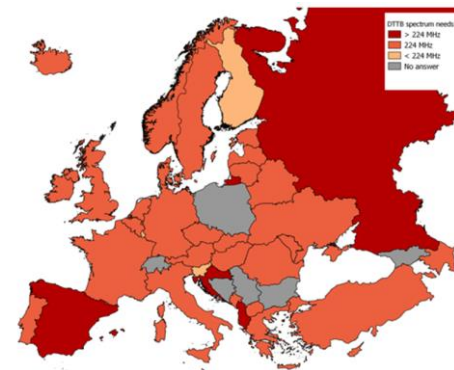 DTTB spectrum needs
> 224 MHz
224 MHz
< 224 MHz
No answer